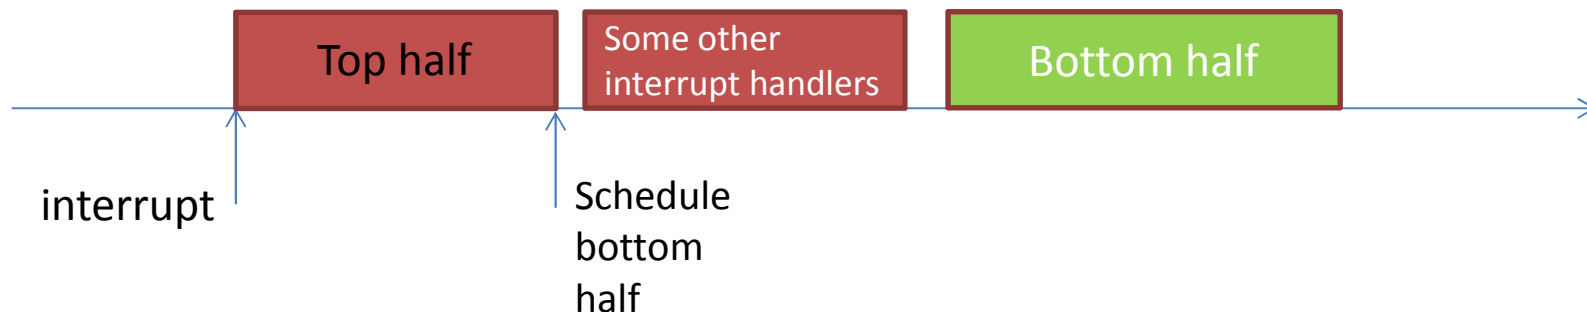 Top half
Some other
interrupt handlers
Bottom half
interrupt
Schedule
bottom
half